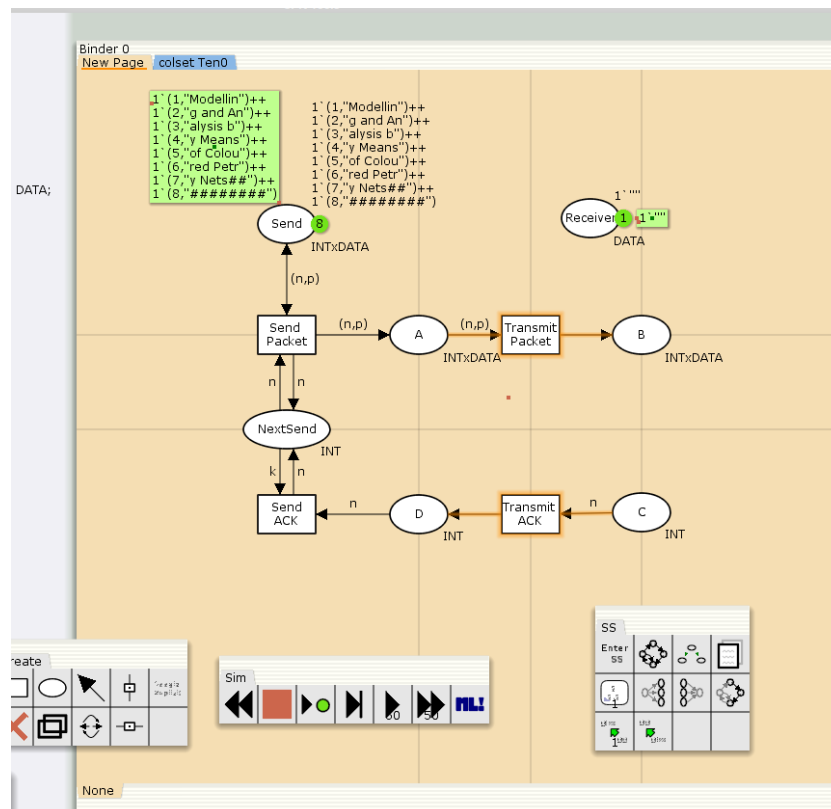 Binder 0
New Page colset Ten0
1`(1,"Modellin")++
1`(2,"g and An")++
1`(3,"alysis b")++
1`(4,"y Means")++
1`(5,"of Colou")++
1`(6,"red Petr")++
1`(7,"y Nets##")++
1`(8,"########")
1`(1,"Modellin")++
1`(2,"g and An")++
1`(3,"alysis b")++
1`(4,"y Means")++
1`(5,"of Colou")++
1`(6,"red Petr")++
1`(7,"y Nets##")++
1`(8,"########")
DATA;
1`""
Send 8
Receiver 1 1`""
INTxDATA
DATA
(n,p)
Send
Packet
(n,p)
A
(n,p)
Transmit
Packet
B
INTxDATA
INTxDATA
n n
NextSend
INT
k n
Send
ACK
n
D
Transmit
ACK
n
C
INT
INT
SS
Enter
SS
1
1
reate
Sim
50
ML!
None